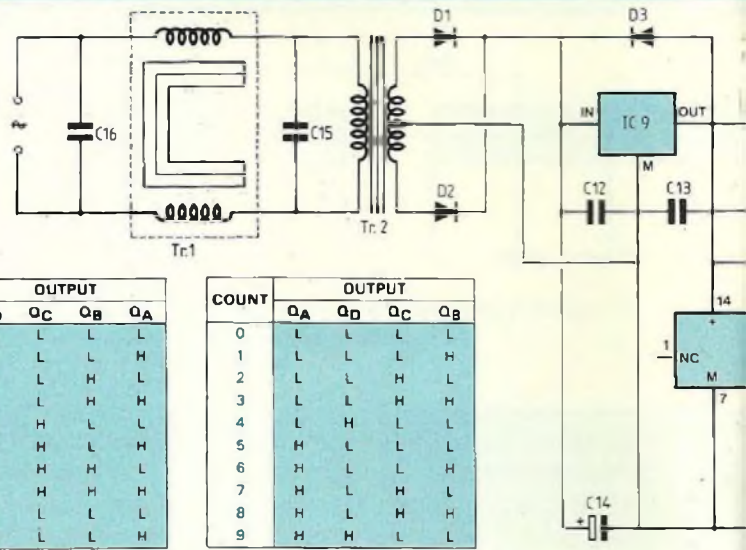 D1
D3
C16
C15
IN
IC 9
OUT
M
D2
C12
C13
Tr.2
Tr.1
14
+
1
NC
M
7
C14
+
OUTPUT
QC QB QA
L L L
L L H
L H L
L H H
H L L
H L H
H H L
H H H
L L L
L L H
COUNT OUTPUT
QA QD QC QB
0 L L L L
1 L L L H
2 L L H L
3 L L H H
4 L H L L
5 H L L L
6 H L L H
7 H L H L
8 H L H H
9 H H L L